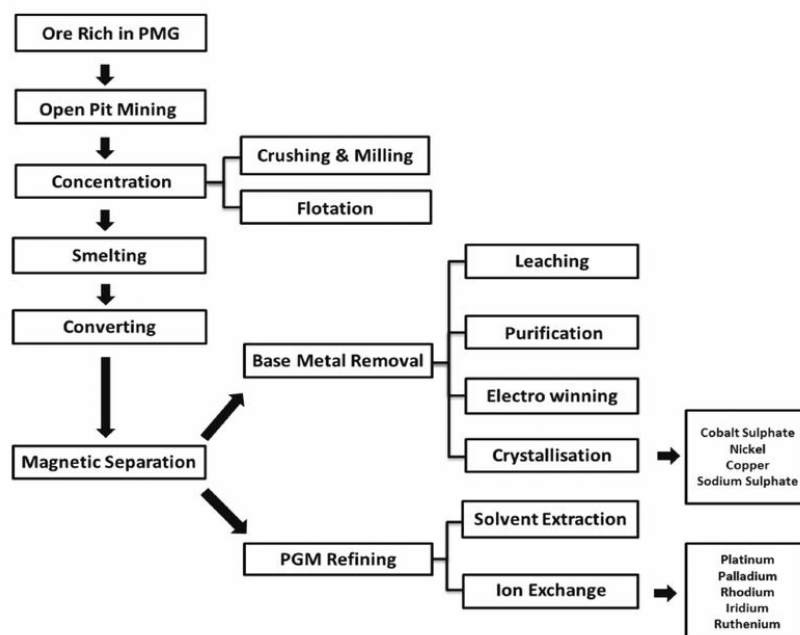 Ore Rich in PMG
Open Pit Mining
Concentration
Crushing & Milling
Flotation
Smelting
Converting
Magnetic Separation
Base Metal Removal
Leaching
Purification
Electro winning
Crystallisation
Cobalt Sulphate
Nickel
Copper
Sodium Sulphate
PGM Refining
Solvent Extraction
Ion Exchange
Platinum
Palladium
Rhodium
Iridium
Ruthenium